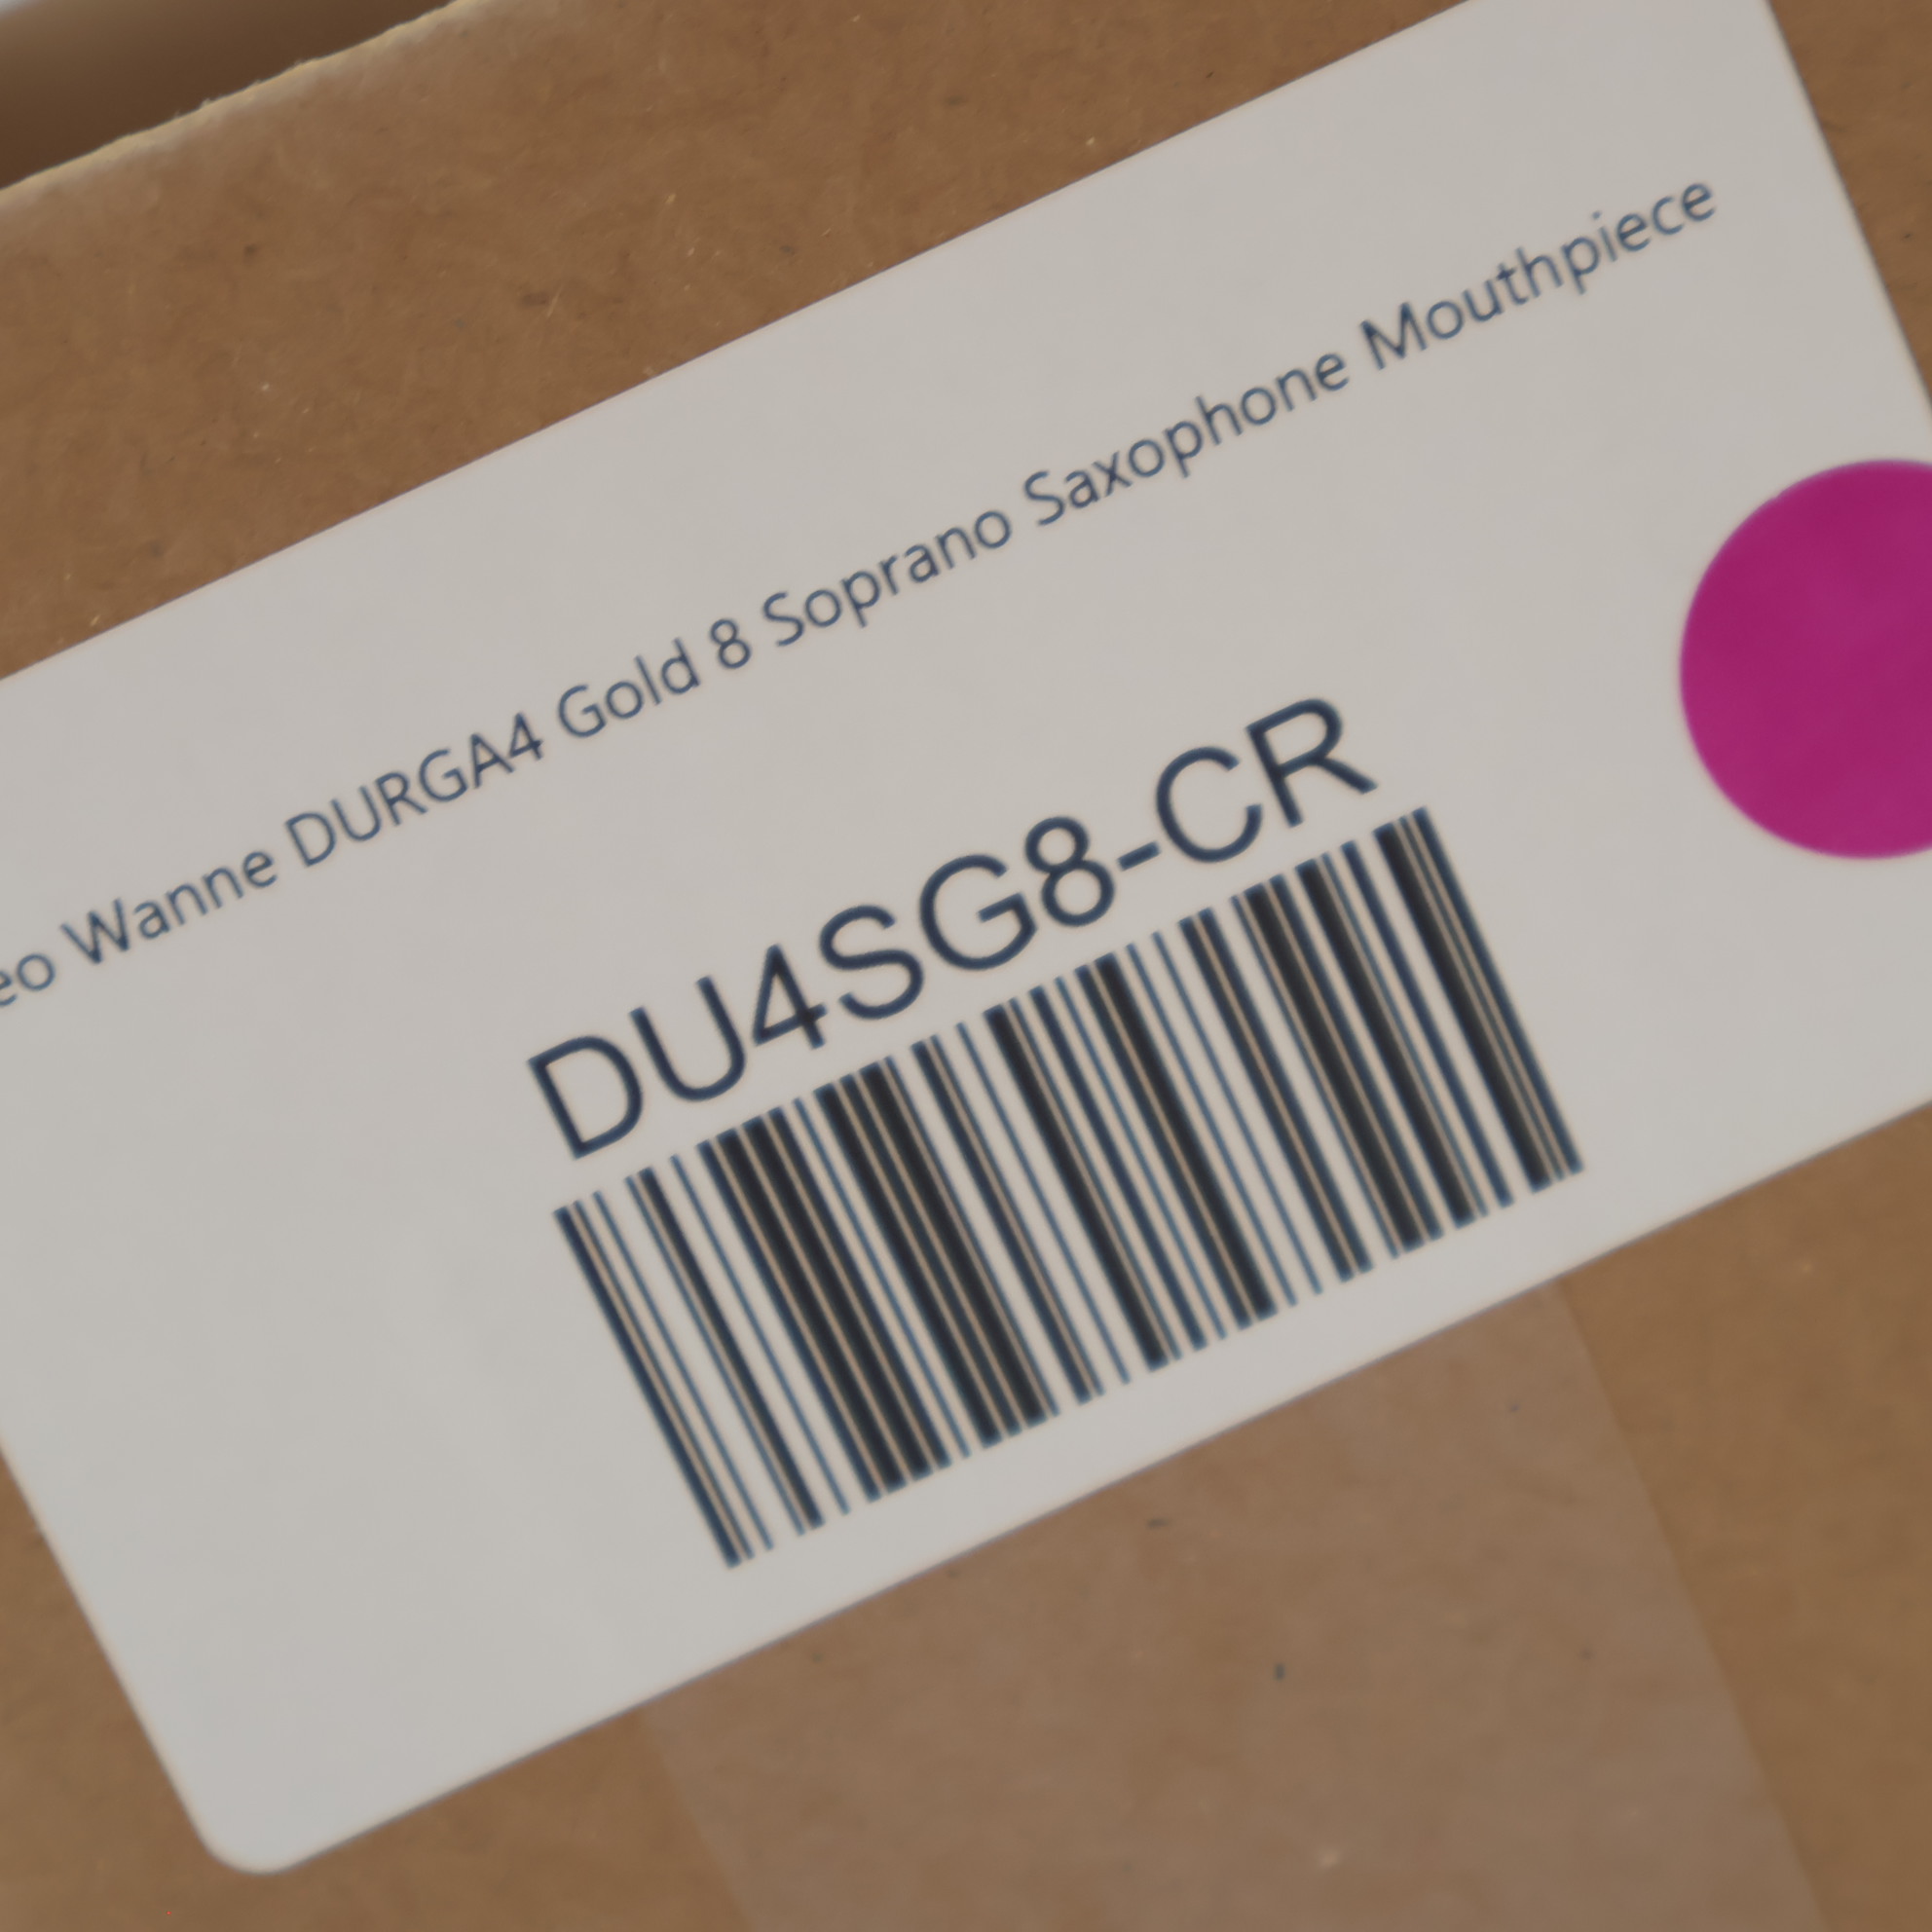 eo Wanne DURGA4 Gold 8 Soprano Saxophone Mouthpiece
DU4SG8-CR